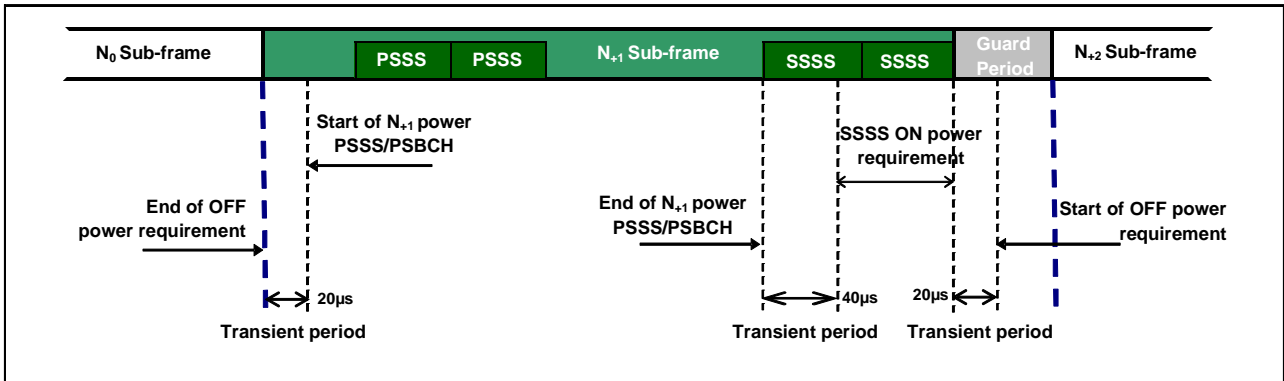 N₀ Sub-frame
PSSS
PSSS
N₊₁ Sub-frame
SSSS
SSSS
Guard
Period
N₊₂ Sub-frame
Start of N₊₁ power
PSSS/PSBCH
SSSS ON power
requirement
End of OFF
power requirement
End of N₊₁ power
PSSS/PSBCH
Start of OFF power
requirement
20µs
40µs
20µs
Transient period
Transient period
Transient period